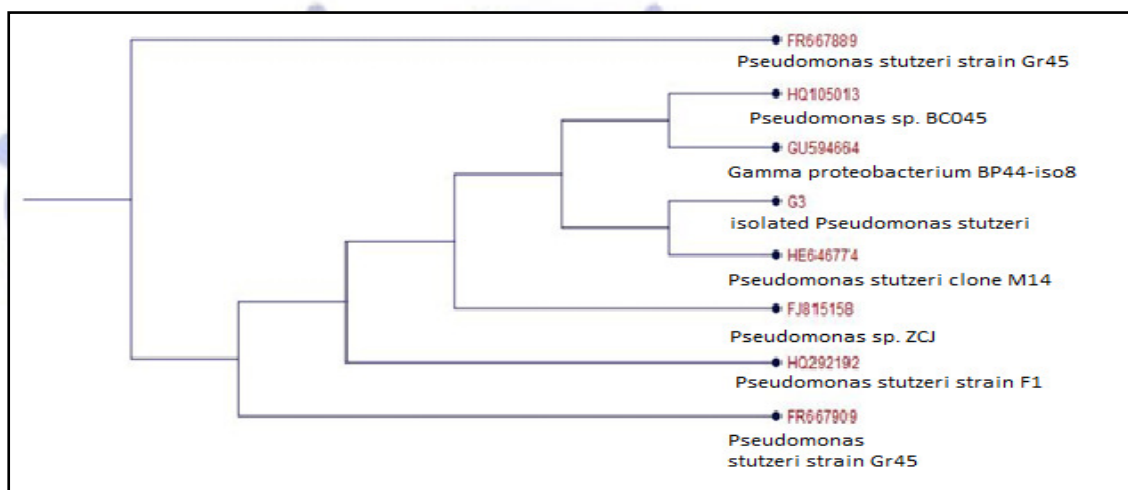 FR667889
Pseudomonas stutzeri strain Gr45
HQ105013
Pseudomonas sp. BCO45
GU594664
Gamma proteobacterium BP44-iso8
G3
isolated Pseudomonas stutzeri
HE646774
Pseudomonas stutzeri clone M14
FJ815158
Pseudomonas sp. ZCJ
HQ292192
Pseudomonas stutzeri strain F1
FR667909
Pseudomonas
stutzeri strain Gr45